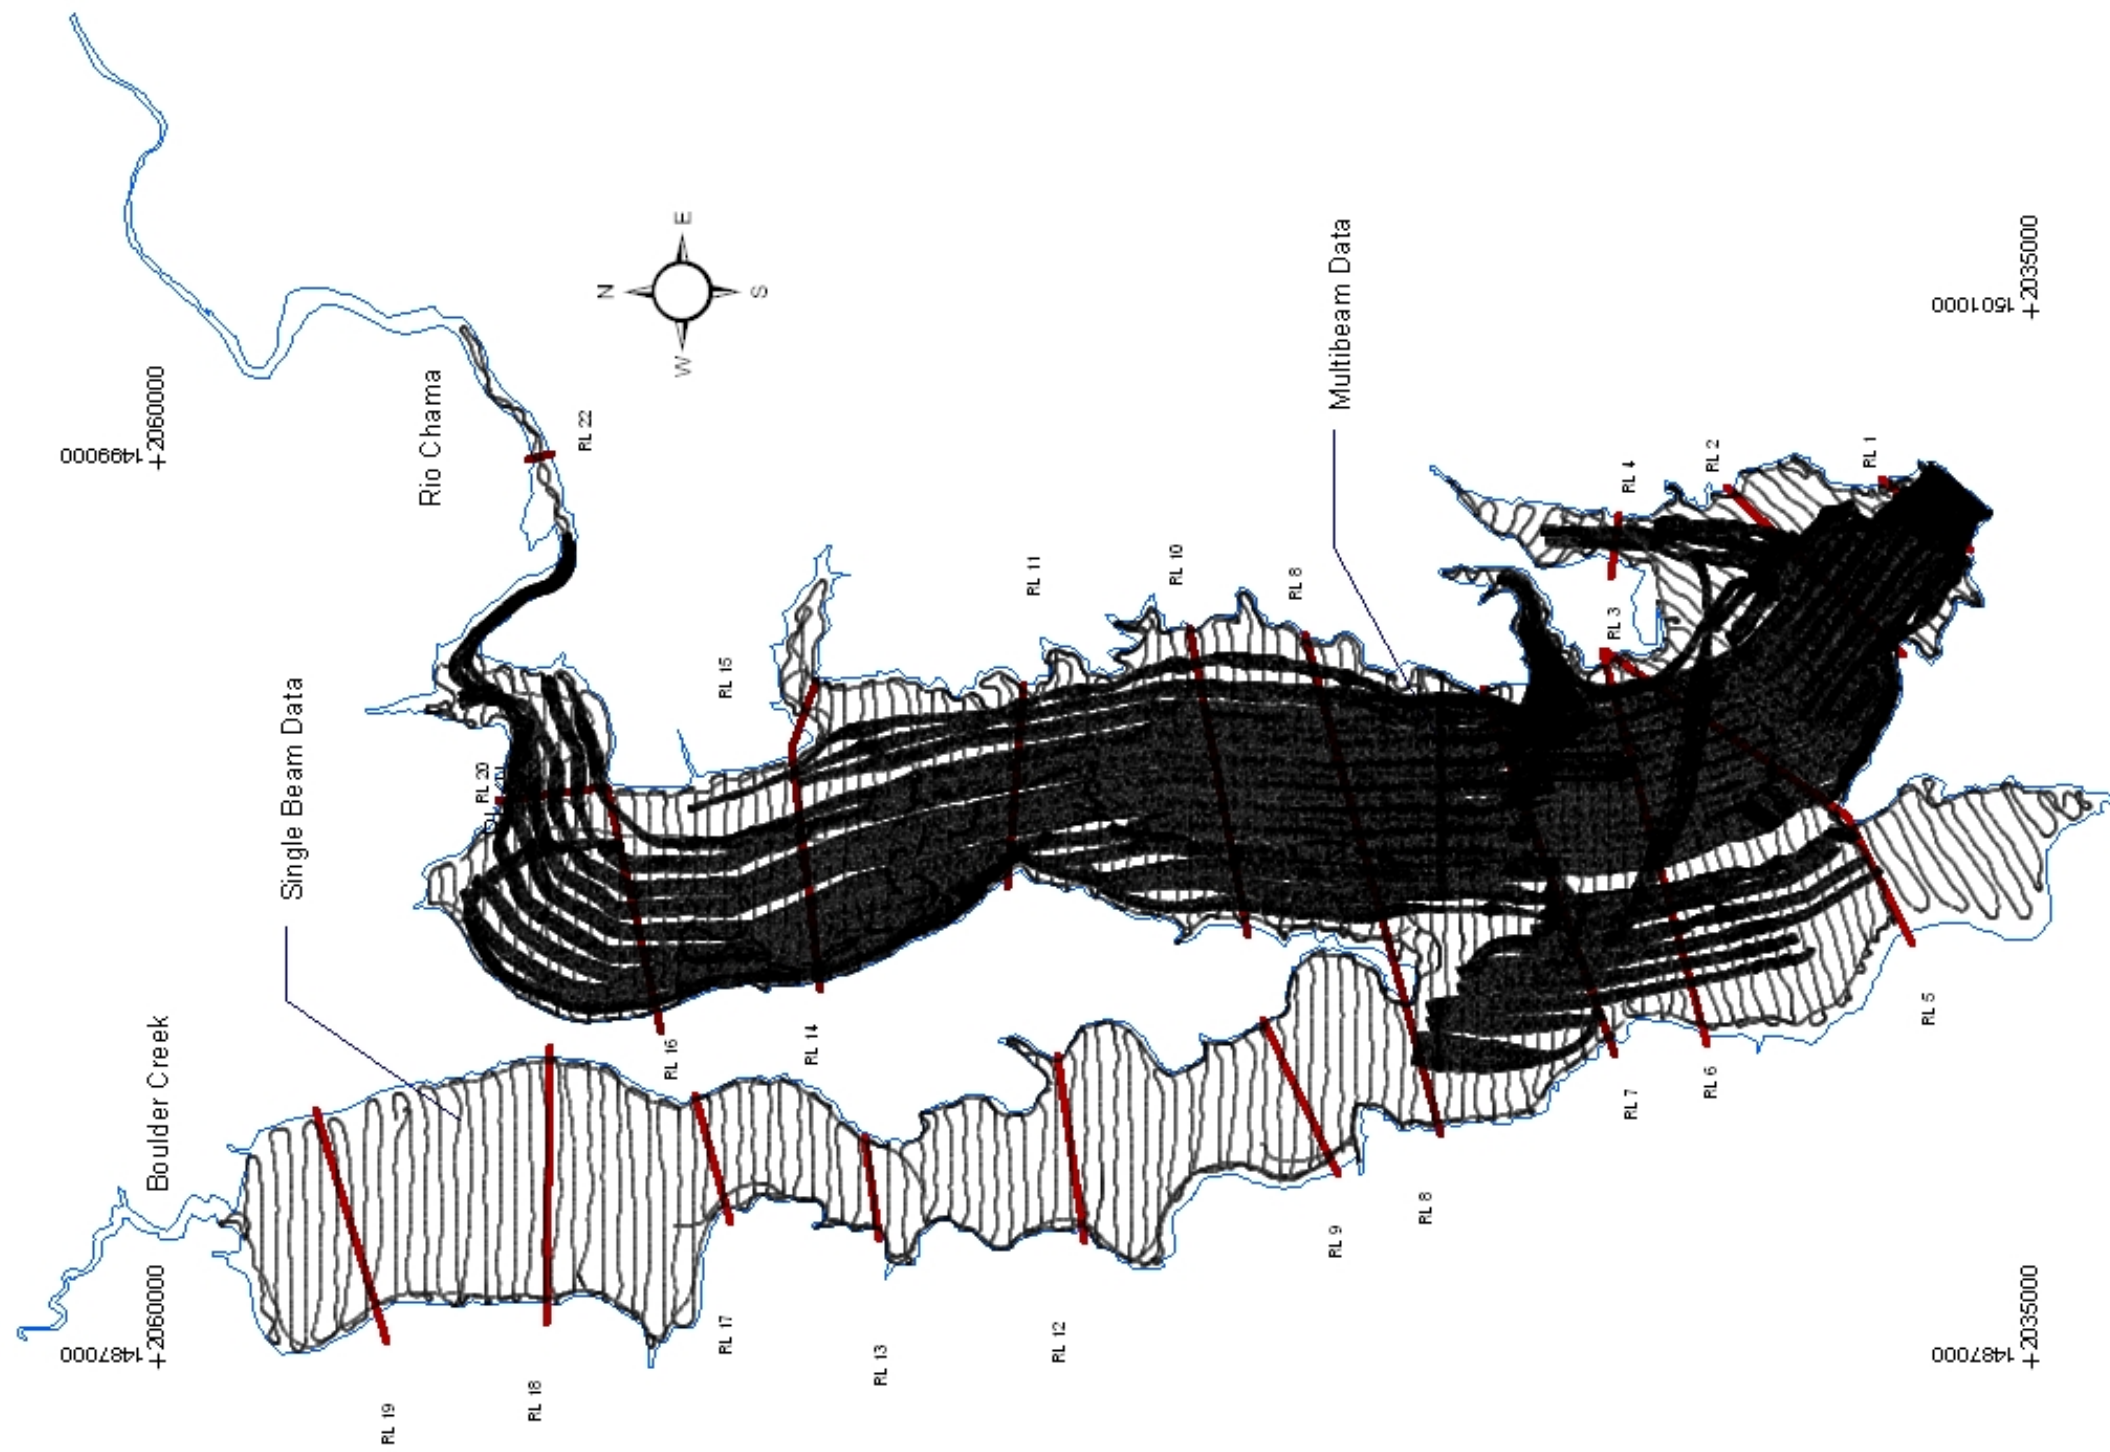 1499000
+2060000
Rio Chama
RL 22
N
E
S
W
Multibeam Data
1501000
+2035000
RL 4
RL 2
RL 1
RL 11
RL 10
RL 8
RL 3
RL 15
RL 20
Single Beam Data
Boulder Creek
RL 16
RL 14
RL 7
RL 6
RL 5
RL 9
RL 8
1487000
+2060000
RL 19
RL 18
RL 17
RL 13
RL 12
1487000
+2035000